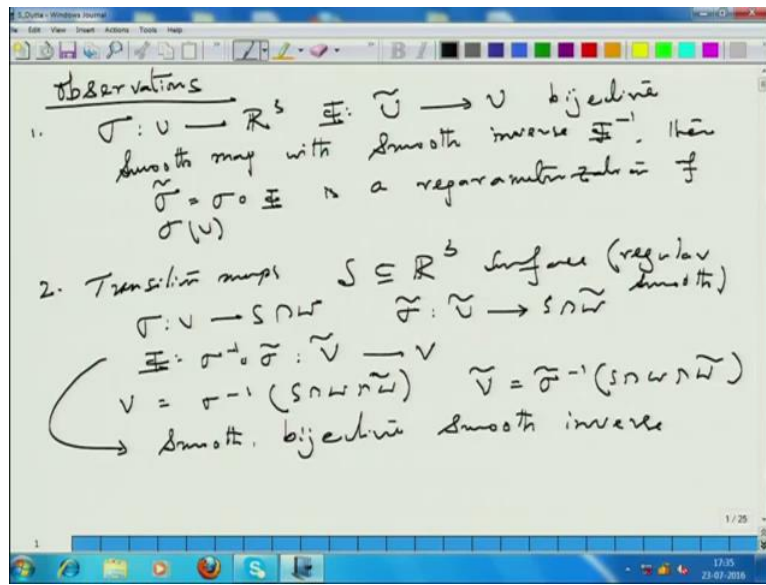 S_Dutta - Windows Journal
File Edit View Insert Actions Tools Help
Observations
1. σ : U → ℝ³ Φ : Ũ → U bijective
smooth map with smooth inverse Φ⁻¹. Then
σ̃ = σ ∘ Φ is a reparametrization of
σ(U)
2. Transition maps S ⊆ ℝ³ surface (regular
smooth)
σ : U → S ∩ W σ̃ : Ũ → S ∩ W̃
Φ : σ⁻¹ ∘ σ̃ : Ṽ → V
V = σ⁻¹ (S ∩ W ∩ W̃) Ṽ = σ̃⁻¹ (S ∩ W ∩ W̃)
→ Smooth, bijective smooth inverse
1 / 25
1
17:35
23-07-2016